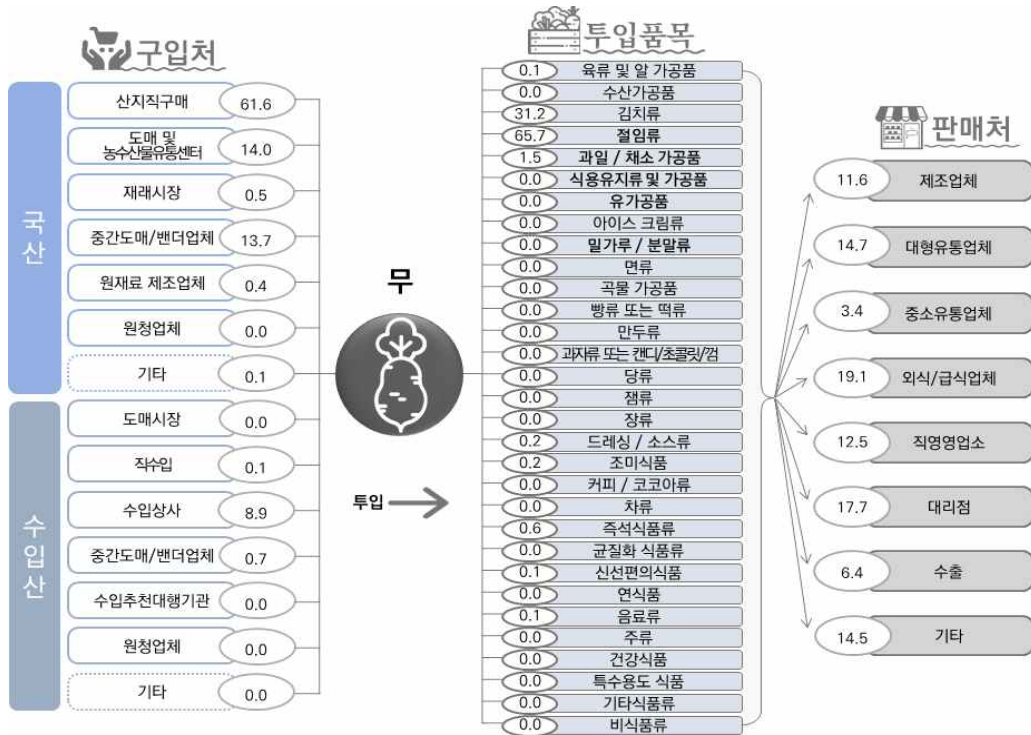 구입처
국산
산지직구매 61.6
도매 및
농수산물유통센터 14.0
재래시장 0.5
중간도매/밴더업체 13.7
원재료 제조업체 0.4
원청업체 0.0
기타 0.1
수입산
도매시장 0.0
직수입 0.1
수입상사 8.9
중간도매/밴더업체 0.7
수입추천대행기관 0.0
원청업체 0.0
기타 0.0
무
투입
투입품목
0.1 육류 및 알 가공품
0.0 수산가공품
31.2 김치류
65.7 절임류
1.5 과일 / 채소 가공품
0.0 식용유지류 및 가공품
0.0 유가공품
0.0 아이스 크림류
0.0 밀가루 / 분말류
0.0 면류
0.0 곡물 가공품
0.0 빵류 또는 떡류
0.0 만두류
0.0 과자류 또는 캔디/초콜릿/껌
0.0 당류
0.0 잼류
0.0 장류
0.2 드레싱 / 소스류
0.2 조미식품
0.0 커피 / 코코아류
0.0 차류
0.6 즉석식품류
0.0 균질화 식품류
0.1 신선편의식품
0.0 연식품
0.1 음료류
0.0 주류
0.0 건강식품
0.0 특수용도 식품
0.0 기타식품류
0.0 비식품류
판매처
11.6 제조업체
14.7 대형유통업체
3.4 중소유통업체
19.1 외식/급식업체
12.5 직영영업소
17.7 대리점
6.4 수출
14.5 기타